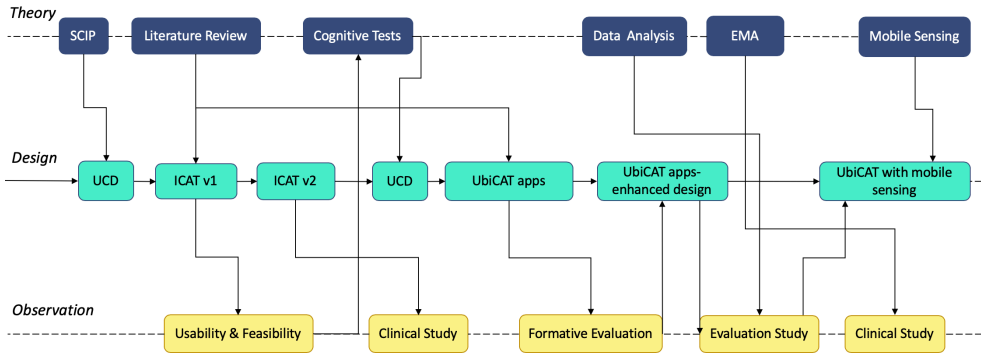 Theory
SCIP
Literature Review
Cognitive Tests
Data Analysis
EMA
Mobile Sensing
Design
UCD
ICAT v1
ICAT v2
UCD
UbiCAT apps
UbiCAT apps-
enhanced design
UbiCAT with mobile
sensing
Observation
Usability & Feasibility
Clinical Study
Formative Evaluation
Evaluation Study
Clinical Study